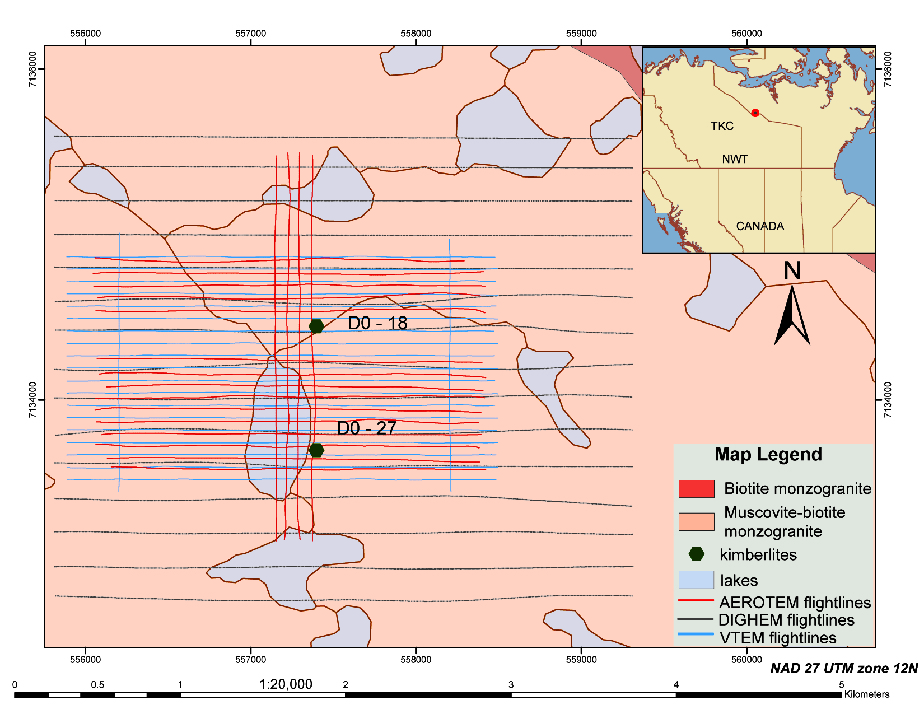 556000 557000 558000 559000 560000
7136000
7136000
TKC
NWT
CANADA
N
D0 - 18
7134000
7134000
D0 - 27
Map Legend
Biotite monzogranite
Muscovite-biotite
monzogranite
kimberlites
lakes
AEROTEM flightlines
DIGHEM flightlines
VTEM flightlines
556000 557000 558000 559000 560000
NAD 27 UTM zone 12N
0 0.5 1 1:20,000 2 3 4 5
Kilometers